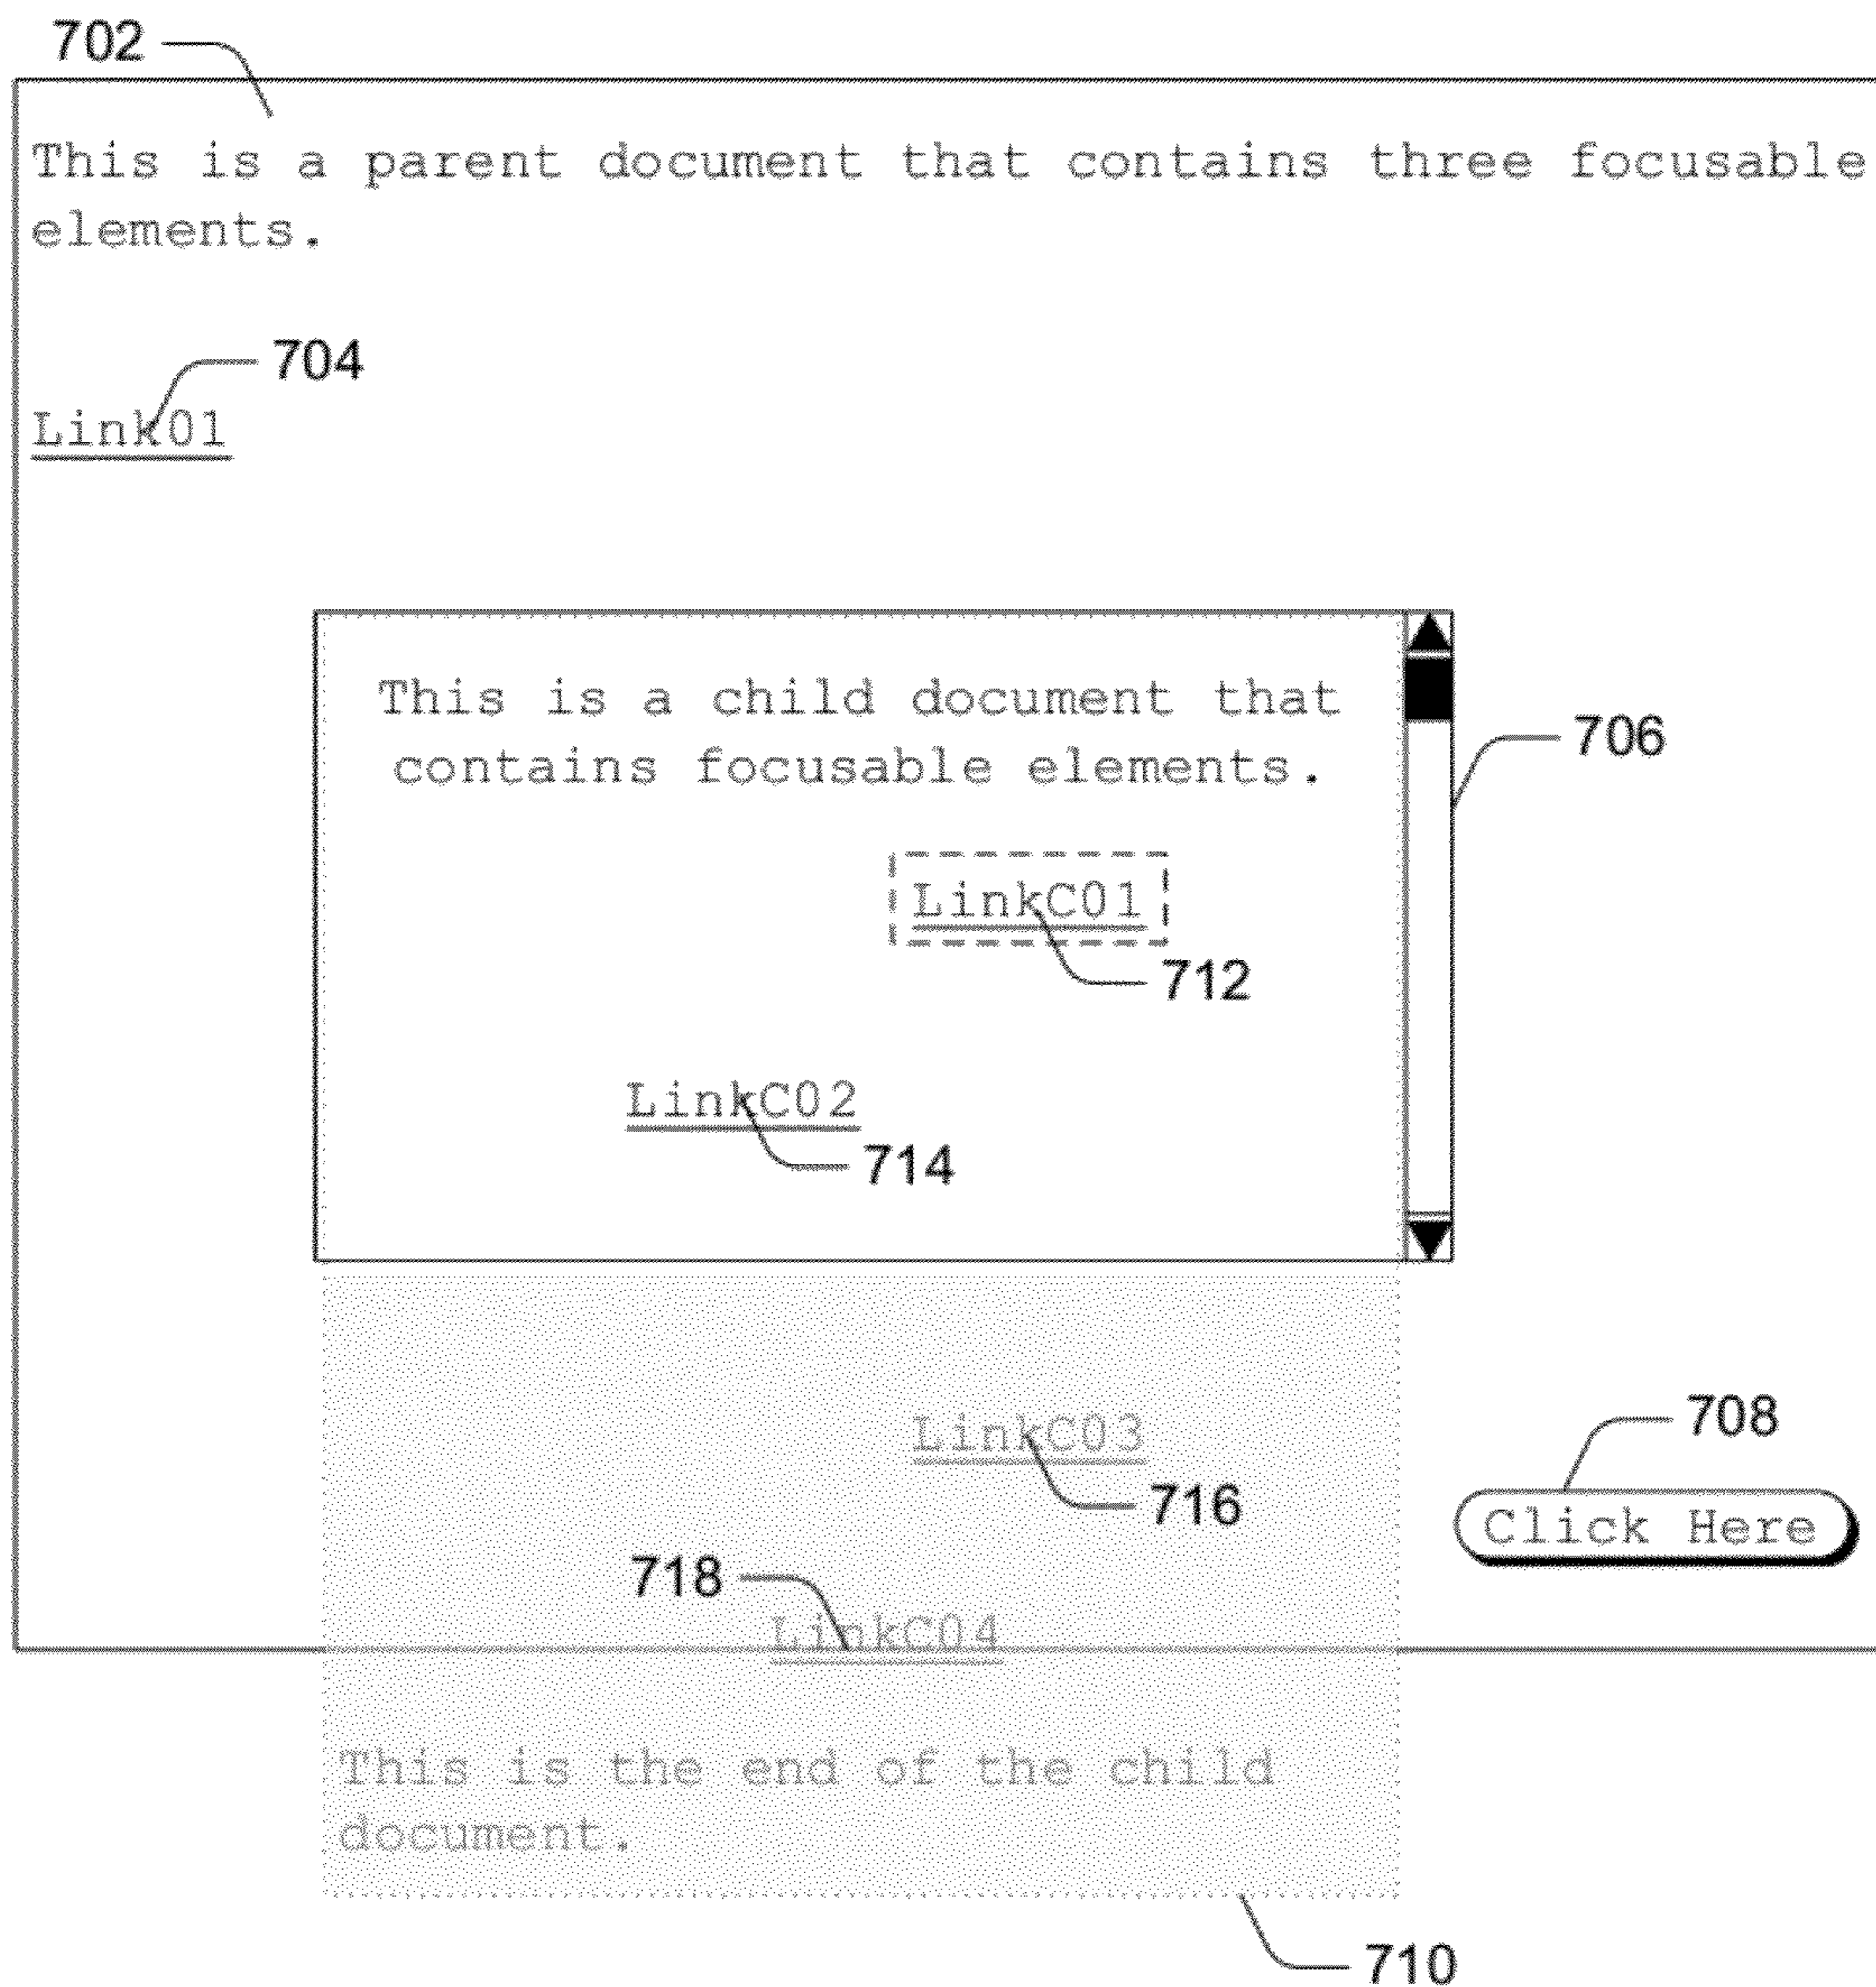 702
This is a parent document that contains three focusable
elements.
704
Link01
This is a child document that
contains focusable elements.
706
LinkC01
712
LinkC02
714
708
LinkC03
716
Click Here
718
LinkC04
This is the end of the child
document.
710